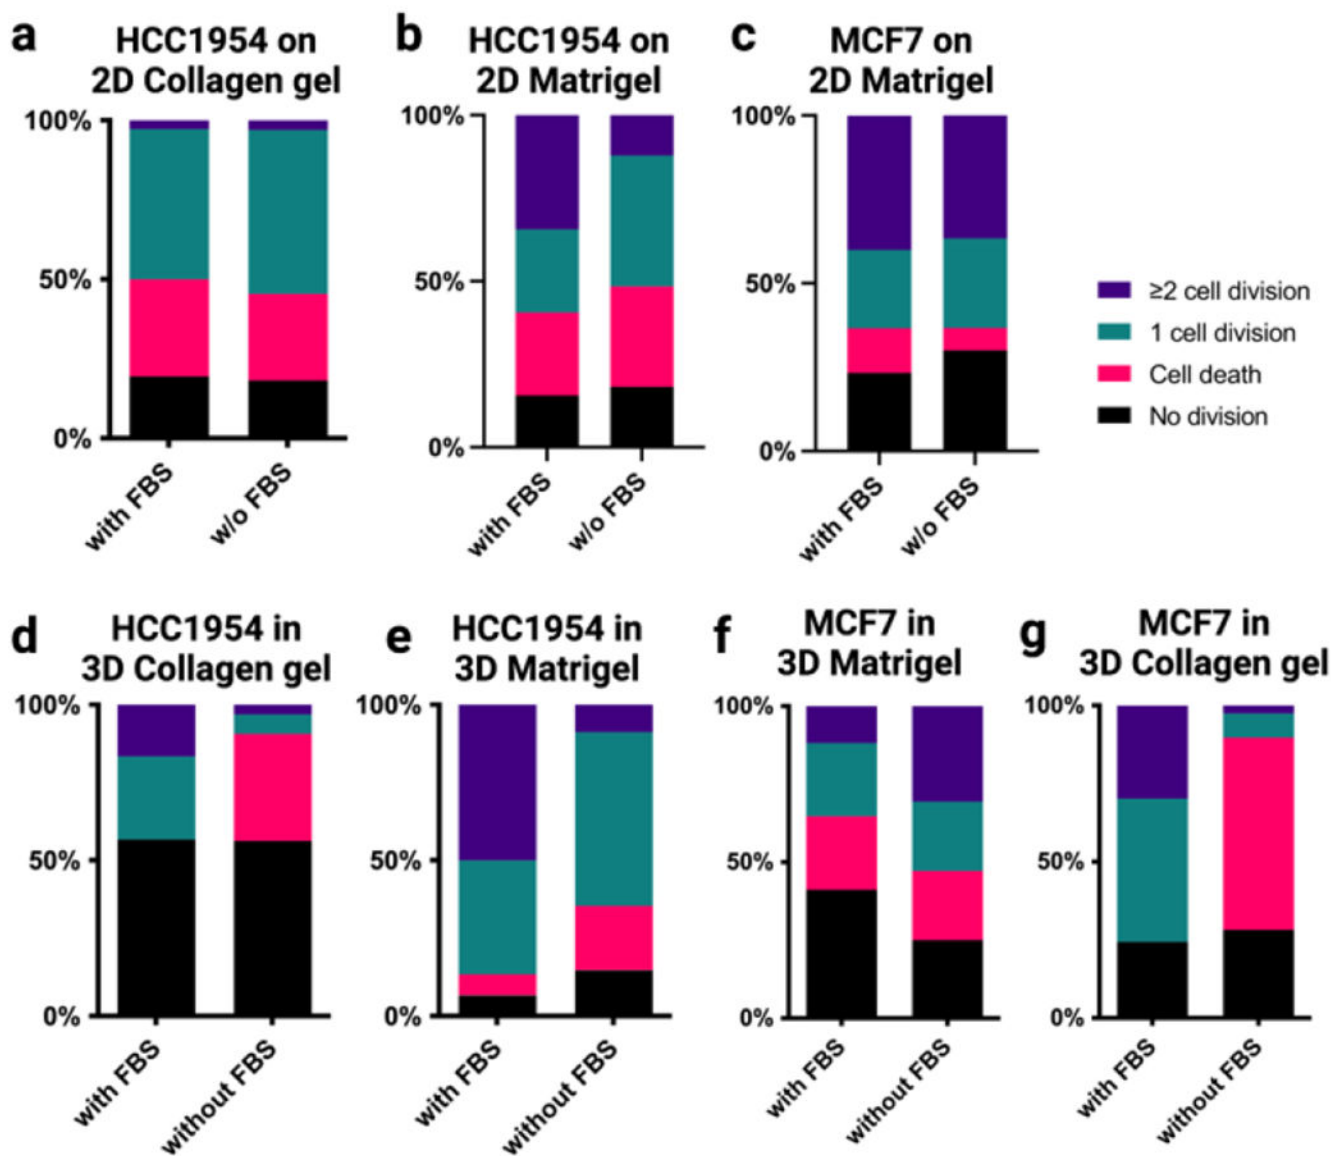 a
HCC1954 on
2D Collagen gel
100%
50%
0%
with FBS
w/o FBS
b
HCC1954 on
2D Matrigel
100%
50%
0%
with FBS
w/o FBS
c
MCF7 on
2D Matrigel
100%
50%
0%
with FBS
w/o FBS
≥2 cell division
1 cell division
Cell death
No division
d
HCC1954 in
3D Collagen gel
100%
50%
0%
with FBS
without FBS
e
HCC1954 in
3D Matrigel
100%
50%
0%
with FBS
without FBS
f
MCF7 in
3D Matrigel
100%
50%
0%
with FBS
without FBS
g
MCF7 in
3D Collagen gel
100%
50%
0%
with FBS
without FBS